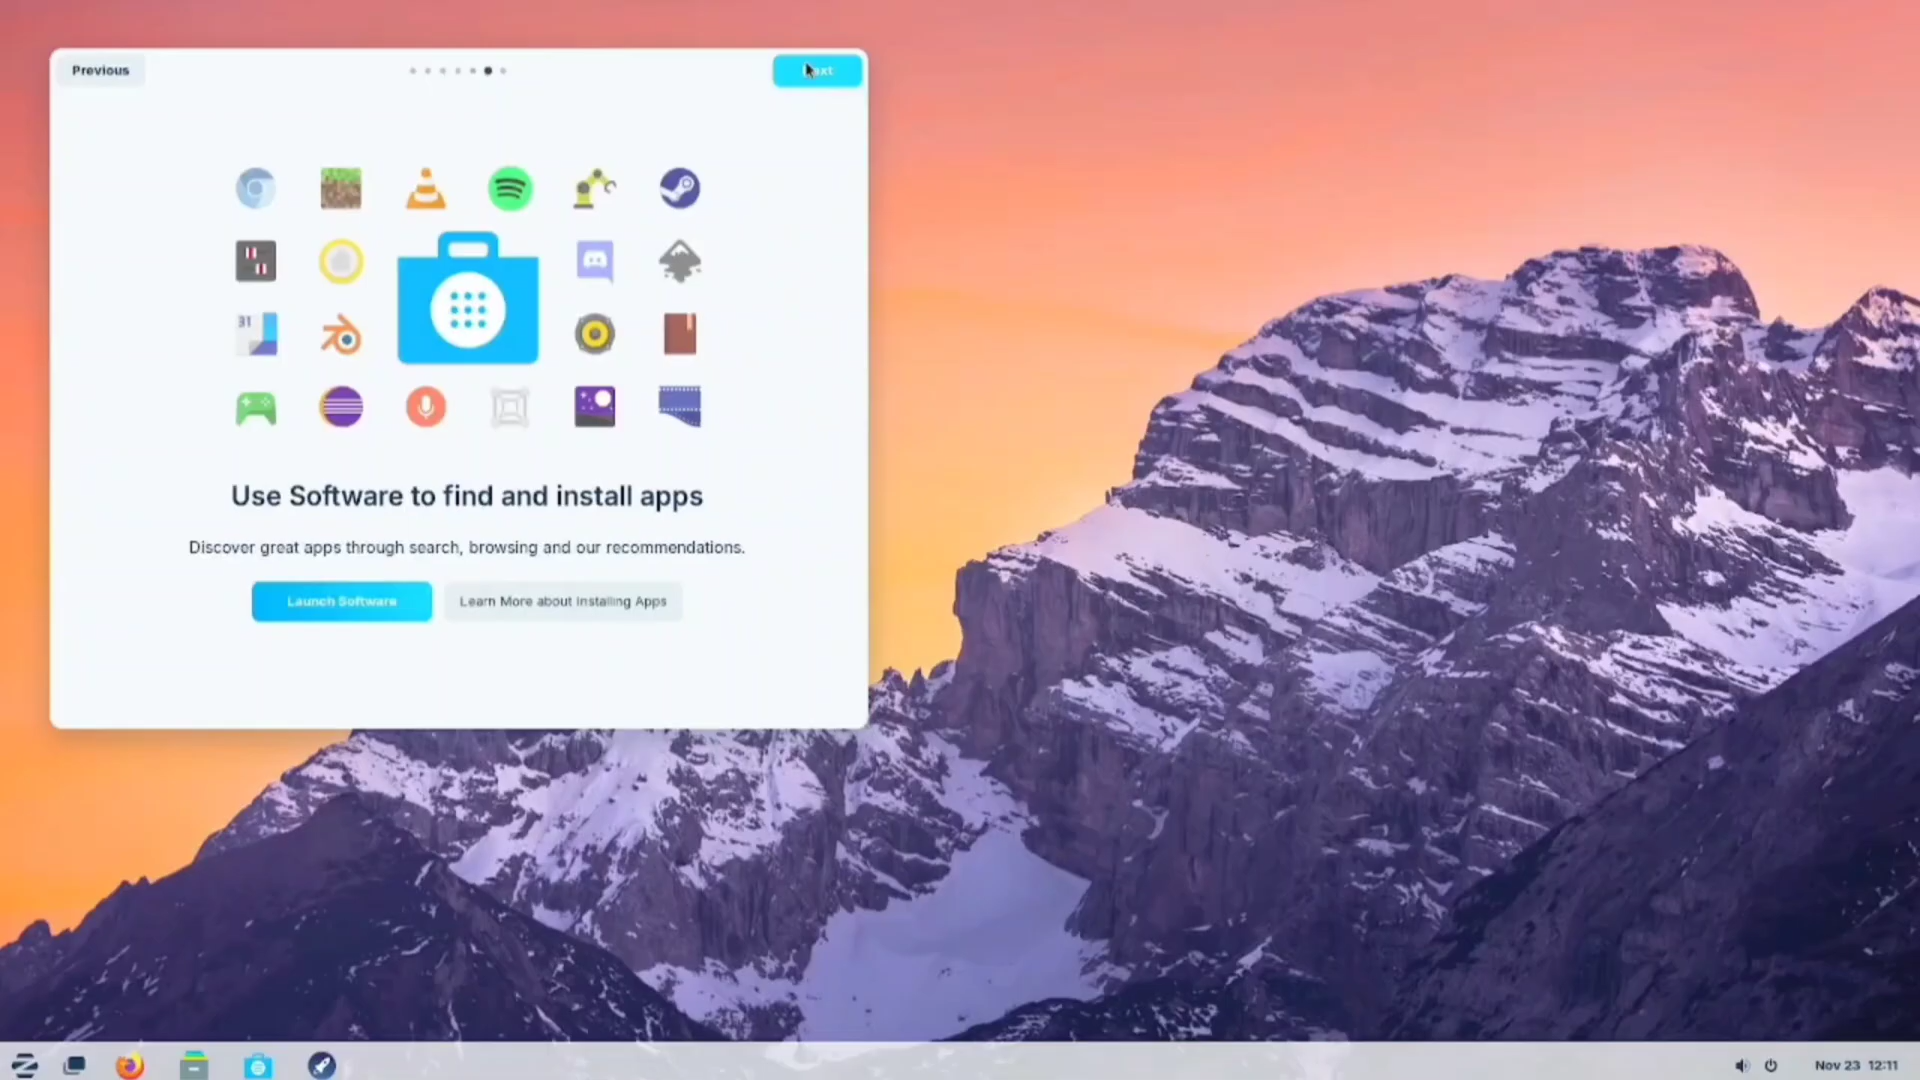 Previous
31
Use Software to find and install apps
Discover great apps through search, browsing and our recommendations.
Launch Software
Learn More about Installing Apps
Nov 23 12:11